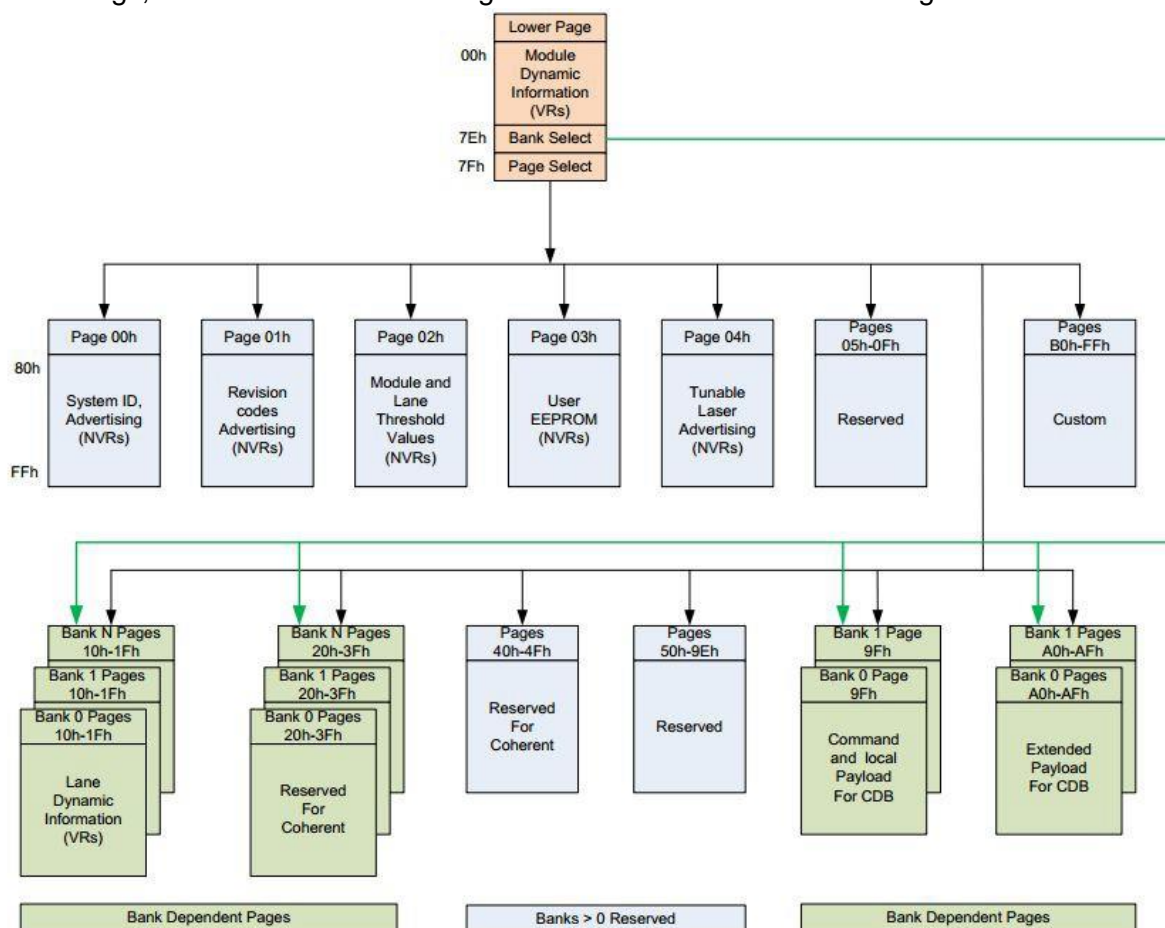 Lower Page
00h
Module
Dynamic
Information
(VRs)
7Eh
Bank Select
7Fh
Page Select
Page 00h
80h
System ID,
Advertising
(NVRs)
FFh
Page 01h
Revision
codes
Advertising
(NVRs)
Page 02h
Module and
Lane
Threshold
Values
(NVRs)
Page 03h
User
EEPROM
(NVRs)
Page 04h
Tunable
Laser
Advertising
(NVRs)
Pages
05h-0Fh
Reserved
Pages
B0h-FFh
Custom
Bank N Pages
10h-1Fh
Bank 1 Pages
10h-1Fh
Bank 0 Pages
10h-1Fh
Lane
Dynamic
Information
(VRs)
Bank N Pages
20h-3Fh
Bank 1 Pages
20h-3Fh
Bank 0 Pages
20h-3Fh
Reserved
For
Coherent
Pages
40h-4Fh
Reserved
For
Coherent
Pages
50h-9Eh
Reserved
Bank 1 Page
9Fh
Bank 0 Page
9Fh
Command
and local
Payload
For CDB
Bank 1 Pages
A0h-AFh
Bank 0 Pages
A0h-AFh
Extended
Payload
For CDB
Bank Dependent Pages
Banks > 0 Reserved
Bank Dependent Pages